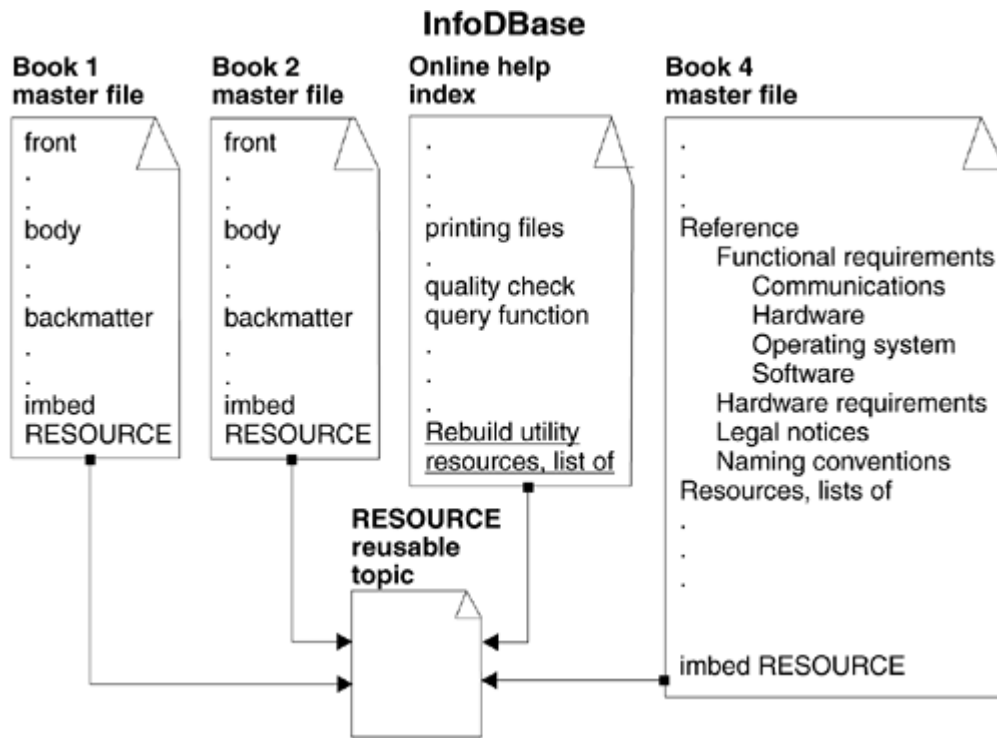 InfoDBase
Book 1
master file
front
.
.
body
.
.
backmatter
.
.
imbed
RESOURCE
Book 2
master file
front
.
.
body
.
.
backmatter
.
.
imbed
RESOURCE
Online help
index
.
.
.
printing files
.
quality check
query function
.
.
.
Rebuild utility
resources, list of
Book 4
master file
.
.
.
Reference
Functional requirements
Communications
Hardware
Operating system
Software
Hardware requirements
Legal notices
Naming conventions
Resources, lists of
.
.
.
imbed RESOURCE
RESOURCE
reusable
topic